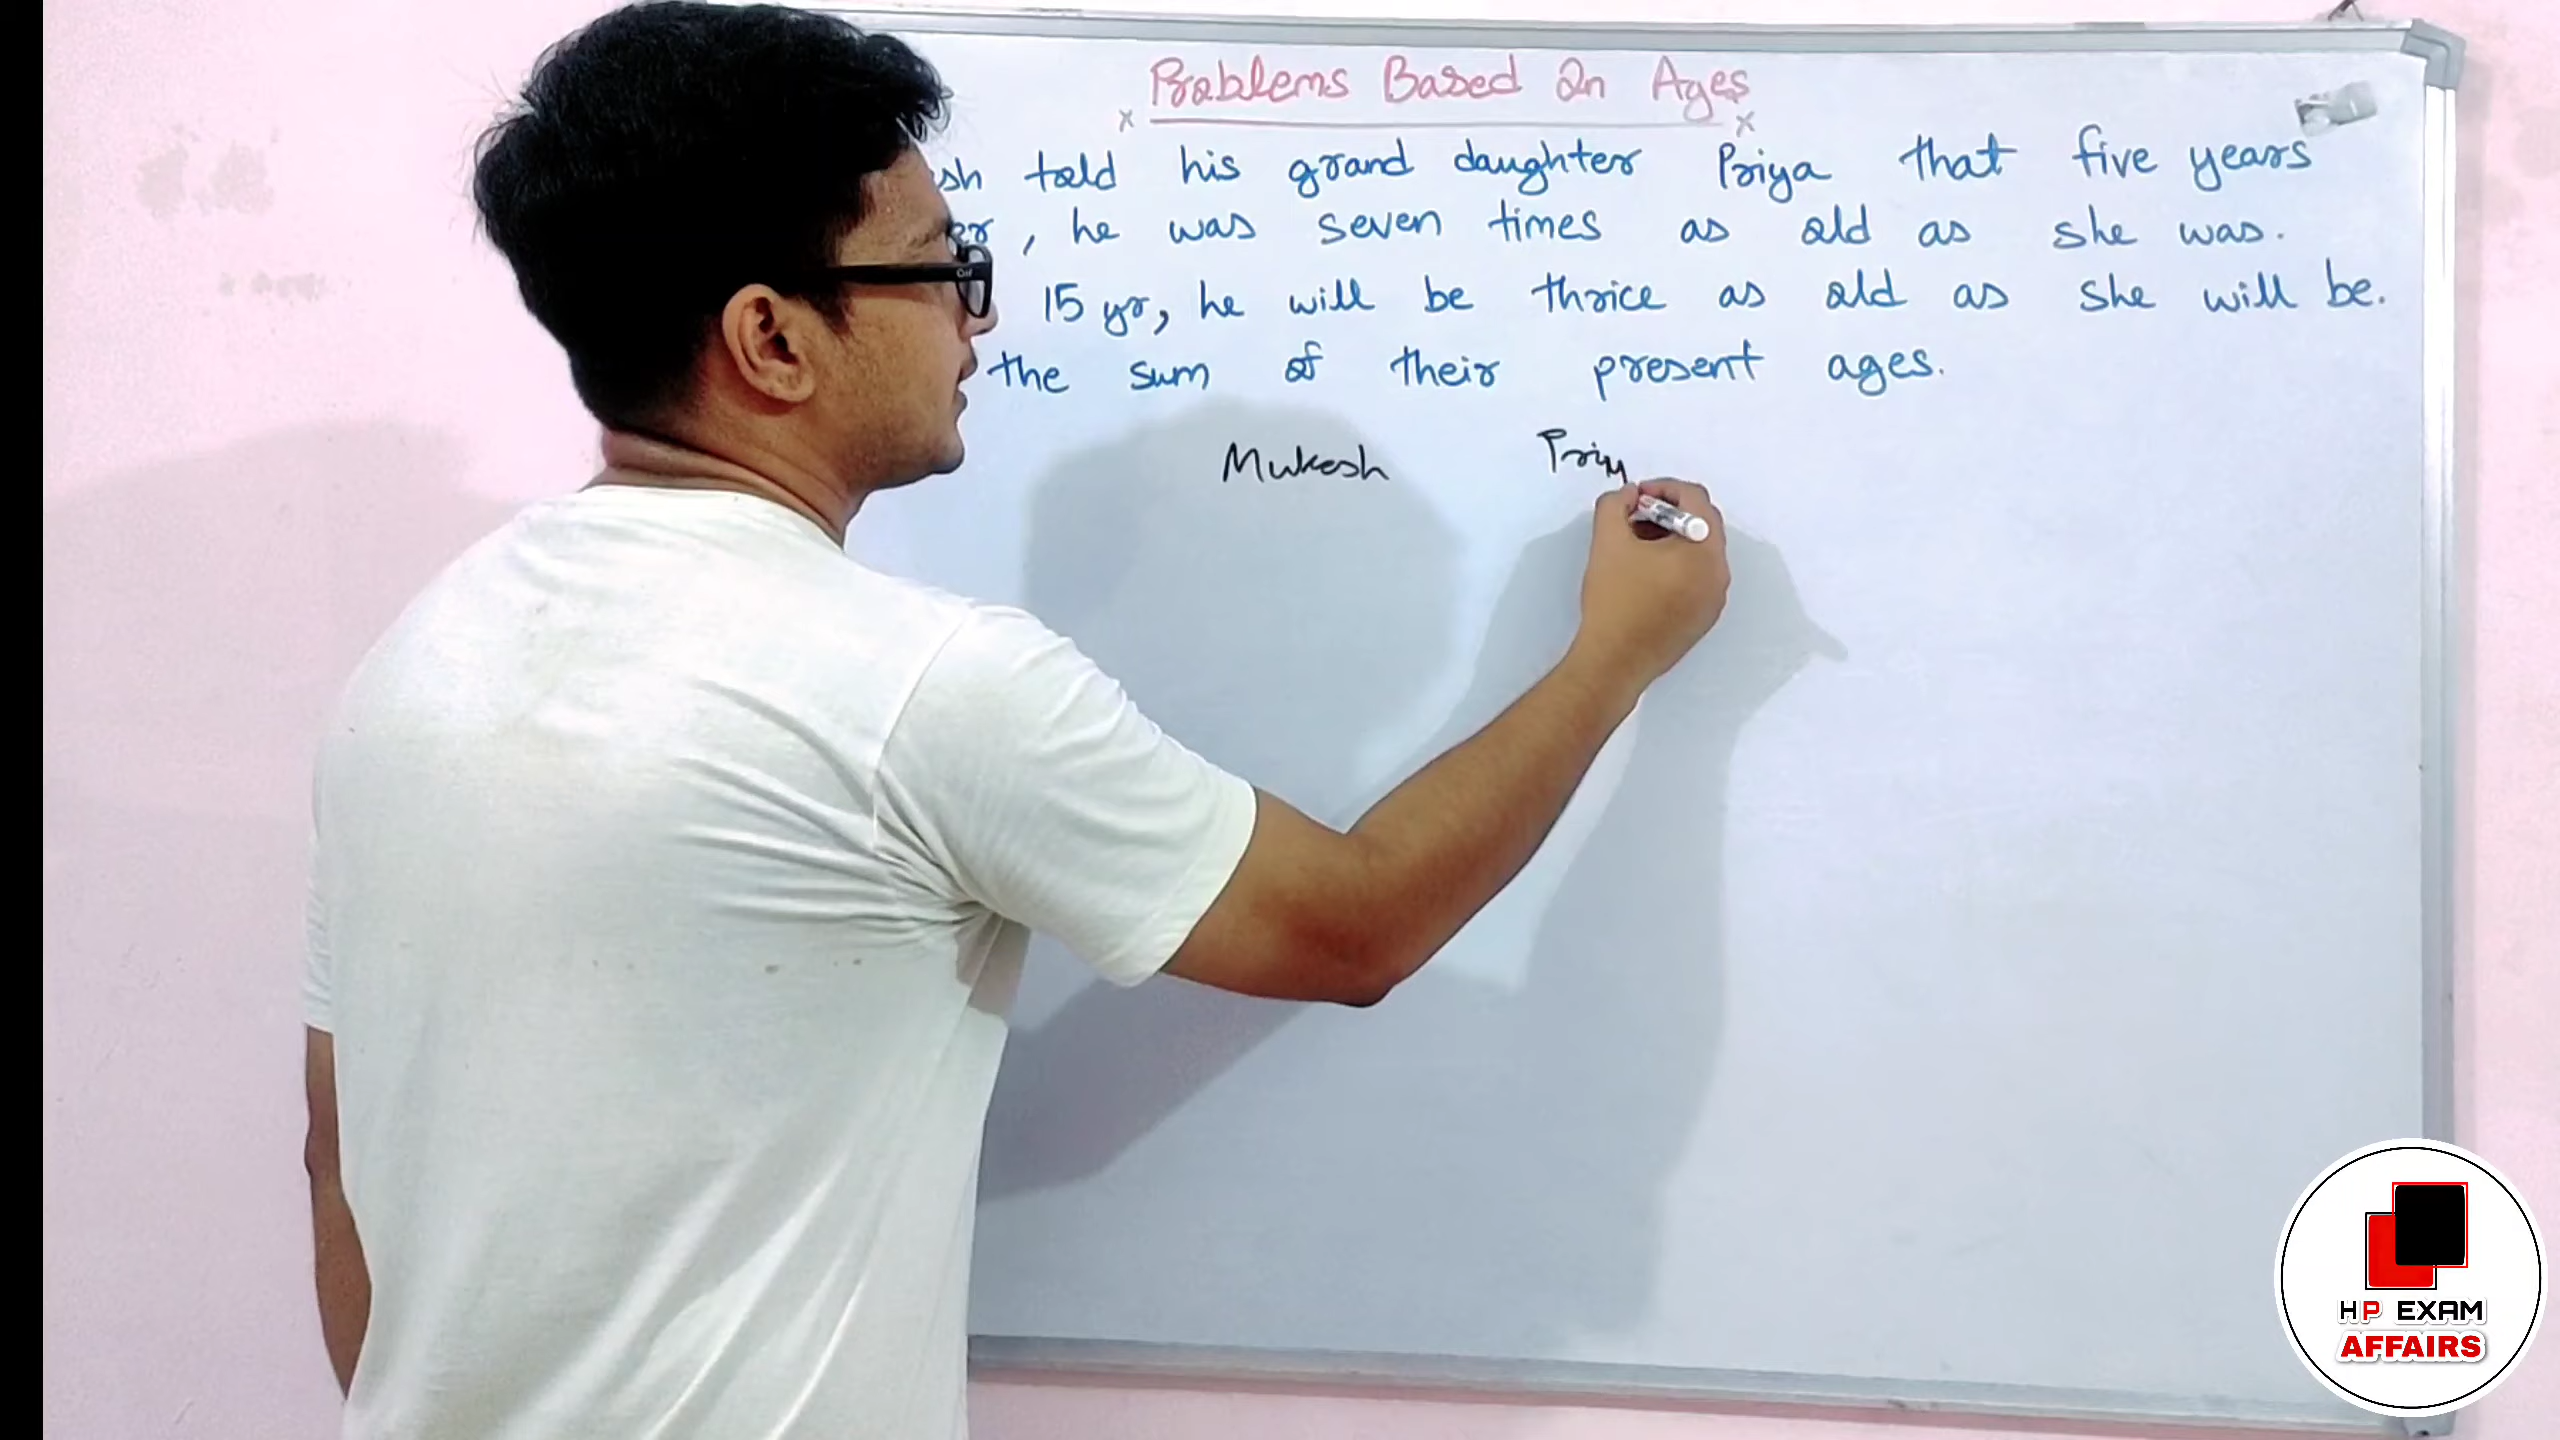 Problems Based On Ages
x x
sh told his grand daughter Priya that five years
er, he was seven times as old as she was.
15 yr, he will be thrice as old as she will be.
the sum of their present ages.
Mukesh Priy
HP EXAM
AFFAIRS